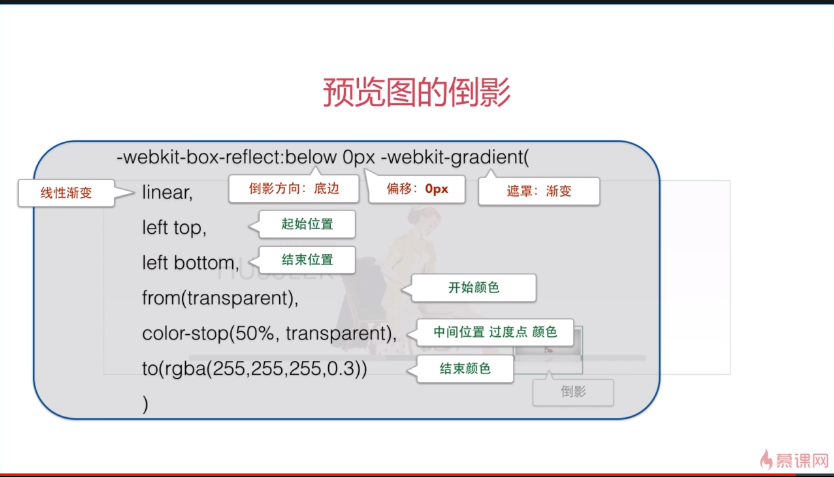 预览图的倒影
-webkit-box-reflect:below 0px -webkit-gradient(
线性渐变
linear,
倒影方向：底边
偏移：0px
遮罩：渐变
left top,
起始位置
left bottom,
结束位置
from(transparent),
开始颜色
color-stop(50%, transparent),
中间位置 过度点 颜色
to(rgba(255,255,255,0.3))
结束颜色
倒影
)
慕课网